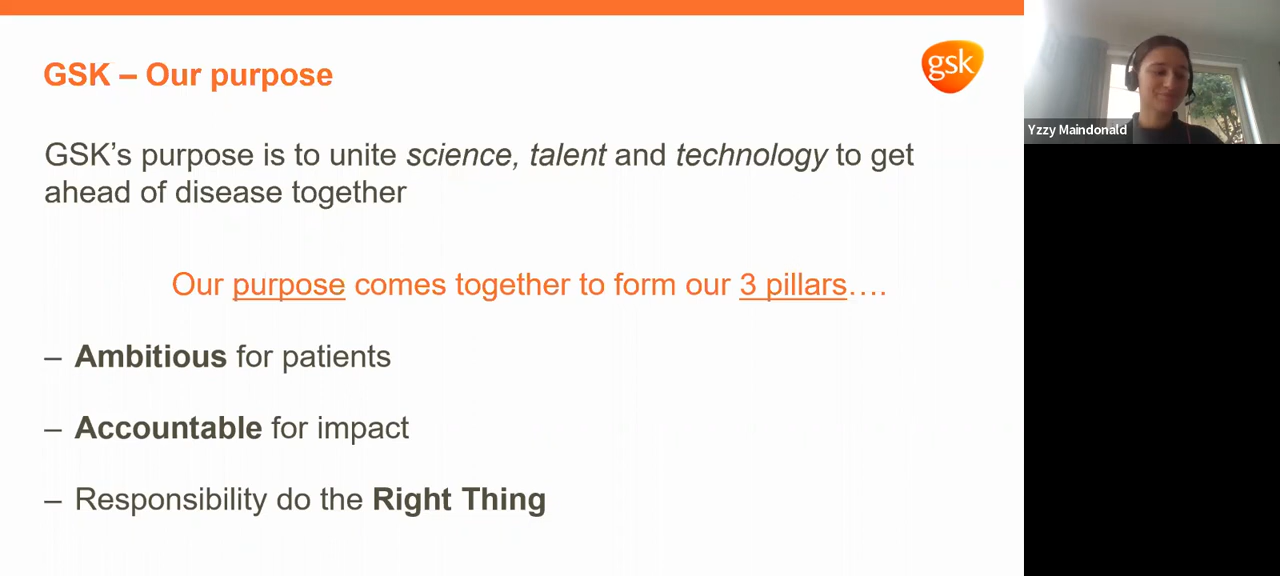 GSK – Our purpose
gsk
Yzzy Maindonald
GSK's purpose is to unite science, talent and technology to get
ahead of disease together
Our purpose comes together to form our 3 pillars….
– Ambitious for patients
– Accountable for impact
– Responsibility do the Right Thing